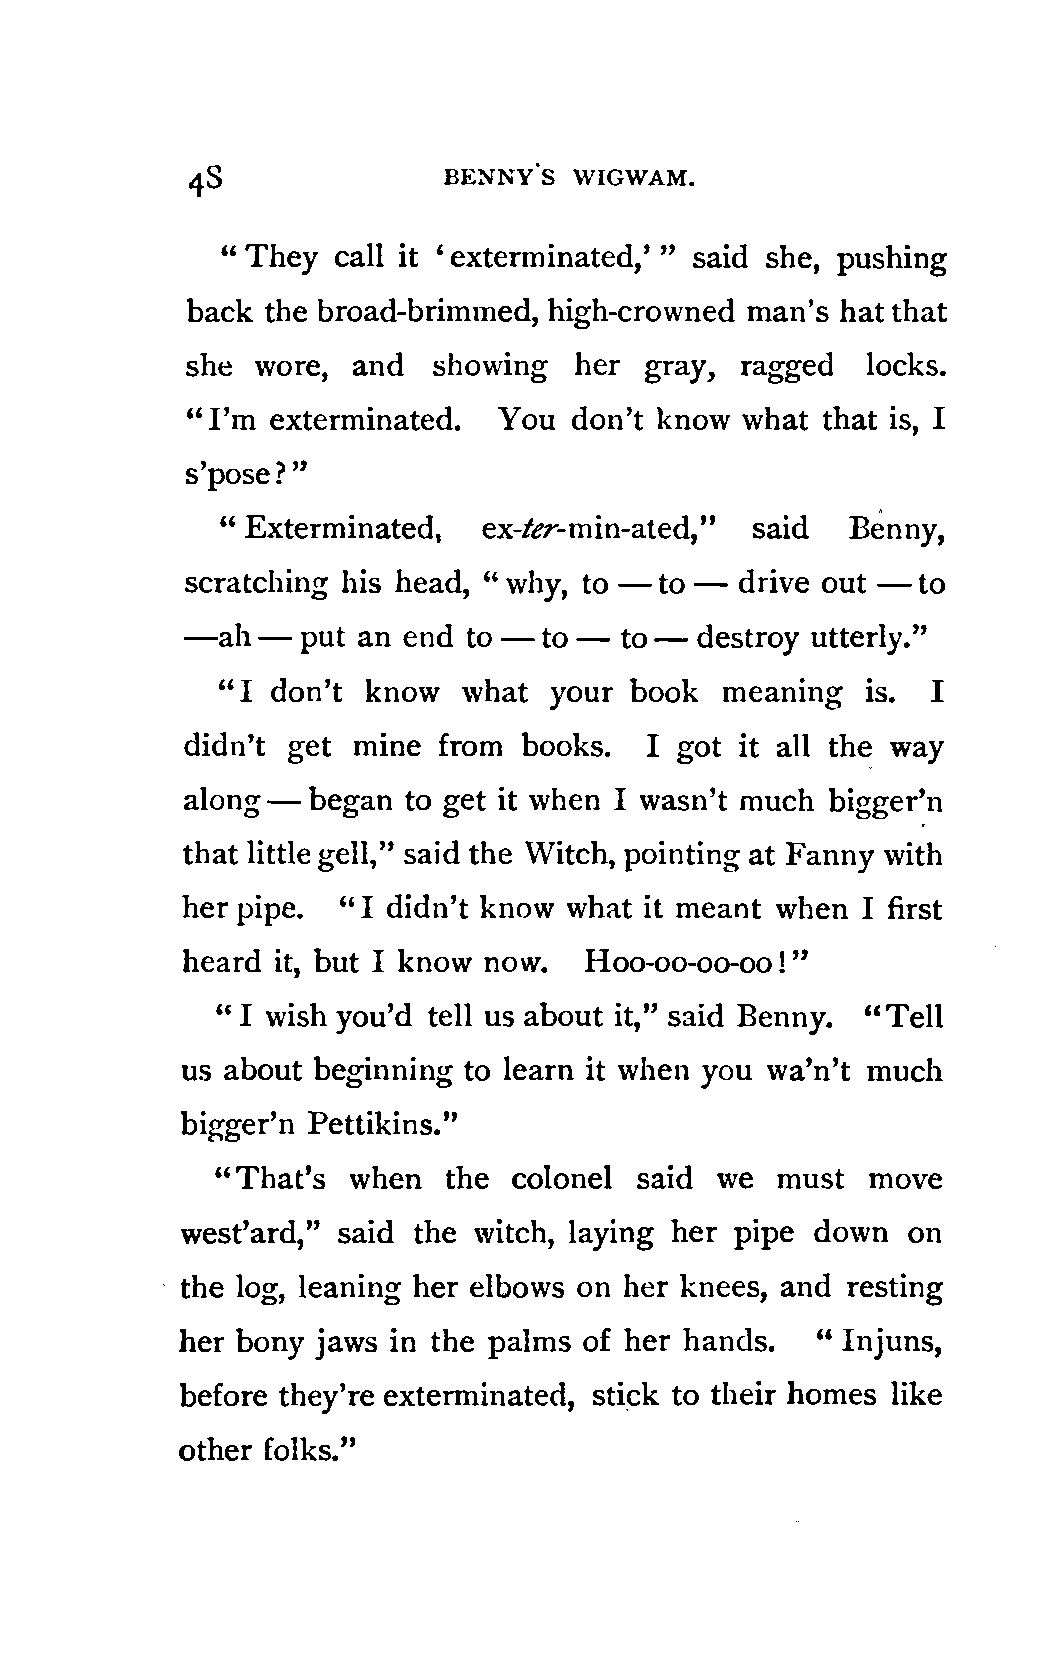 48 BENNY'S WIGWAM.
" They call it ' exterminated,' " said she, pushing
back the broad-brimmed, high-crowned man's hat that
she wore, and showing her gray, ragged locks.
" I'm exterminated. You don't know what that is, I
s'pose ? "
" Exterminated, ex-ter-min-ated," said Benny,
scratching his head, " why, to — to — drive out — to
—ah — put an end to — to — to — destroy utterly."
" I don't know what your book meaning is. I
didn't get mine from books. I got it all the way
along — began to get it when I wasn't much bigger'n
that little gell," said the Witch, pointing at Fanny with
her pipe. " I didn't know what it meant when I first
heard it, but I know now. Hoo-oo-oo-oo ! "
" I wish you'd tell us about it," said Benny. " Tell
us about beginning to learn it when you wa'n't much
bigger'n Pettikins."
" That's when the colonel said we must move
west'ard," said the witch, laying her pipe down on
the log, leaning her elbows on her knees, and resting
her bony jaws in the palms of her hands. " Injuns,
before they're exterminated, stick to their homes like
other folks."